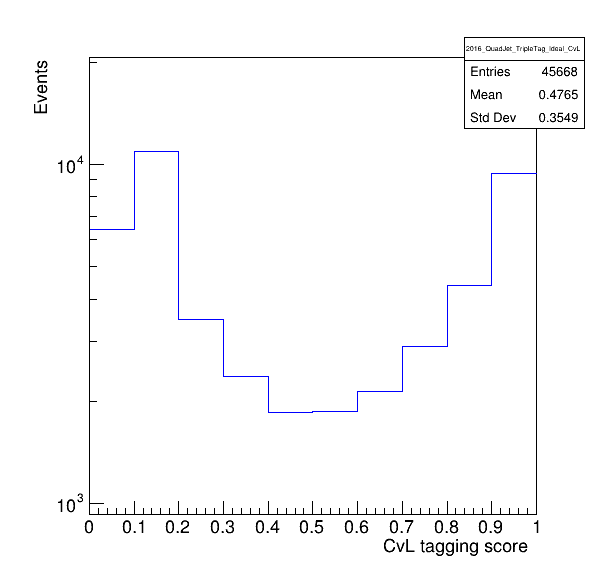 2016_QuadJet_TripleTag_Ideal_CvL
Entries 45668
Mean 0.4765
Std Dev 0.3549
Events
10^4
10^3
0 0.1 0.2 0.3 0.4 0.5 0.6 0.7 0.8 0.9 1
CvL tagging score